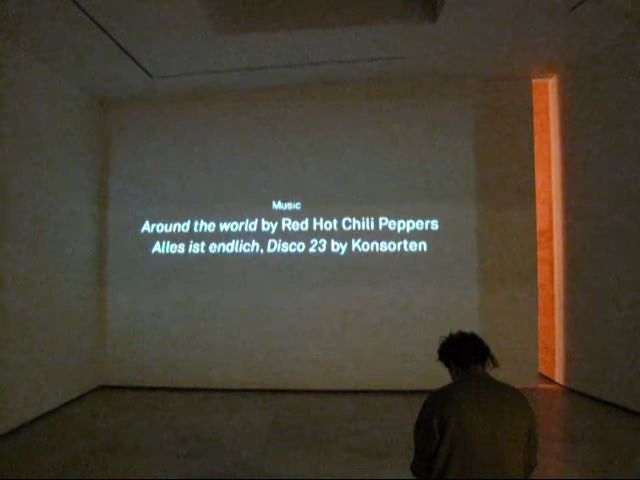 Music
Around the world by Red Hot Chili Peppers
Alles ist endlich, Disco 23 by Konsorten